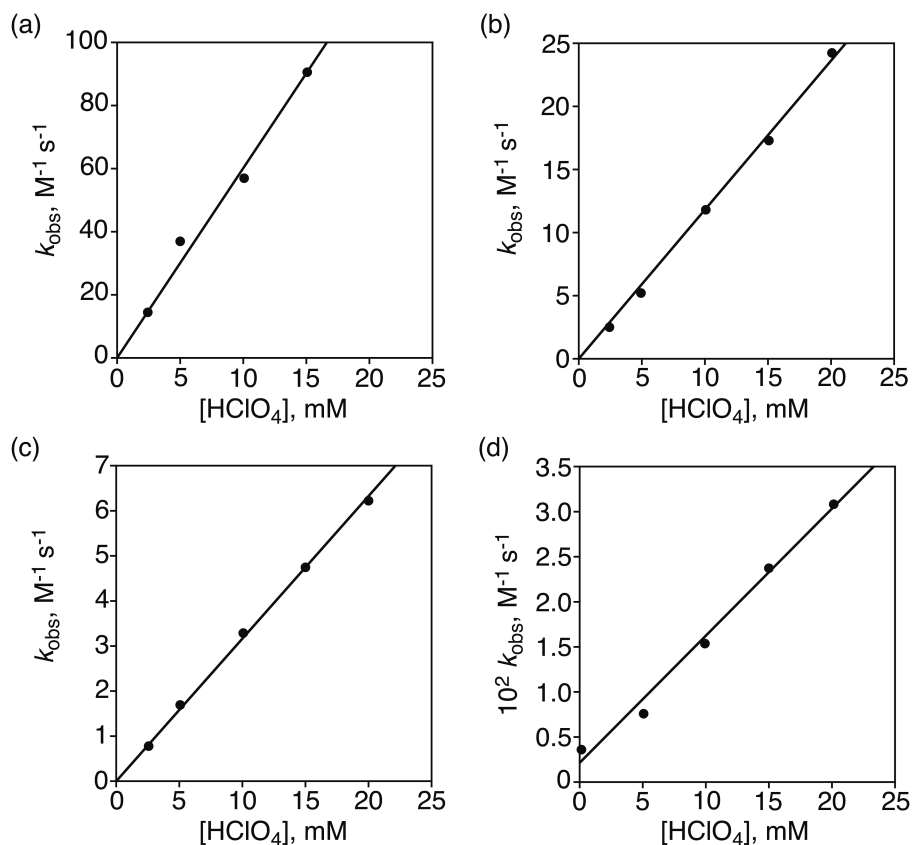 (a)
100
80
60
40
20
0
k_obs, M⁻¹ s⁻¹
0 5 10 15 20 25
[HClO₄], mM
(b)
25
20
15
10
5
0
k_obs, M⁻¹ s⁻¹
0 5 10 15 20 25
[HClO₄], mM
(c)
7
6
5
4
3
2
1
0
k_obs, M⁻¹ s⁻¹
0 5 10 15 20 25
[HClO₄], mM
(d)
3.5
3.0
2.5
2.0
1.5
1.0
0.5
0
10² k_obs, M⁻¹ s⁻¹
0 5 10 15 20 25
[HClO₄], mM